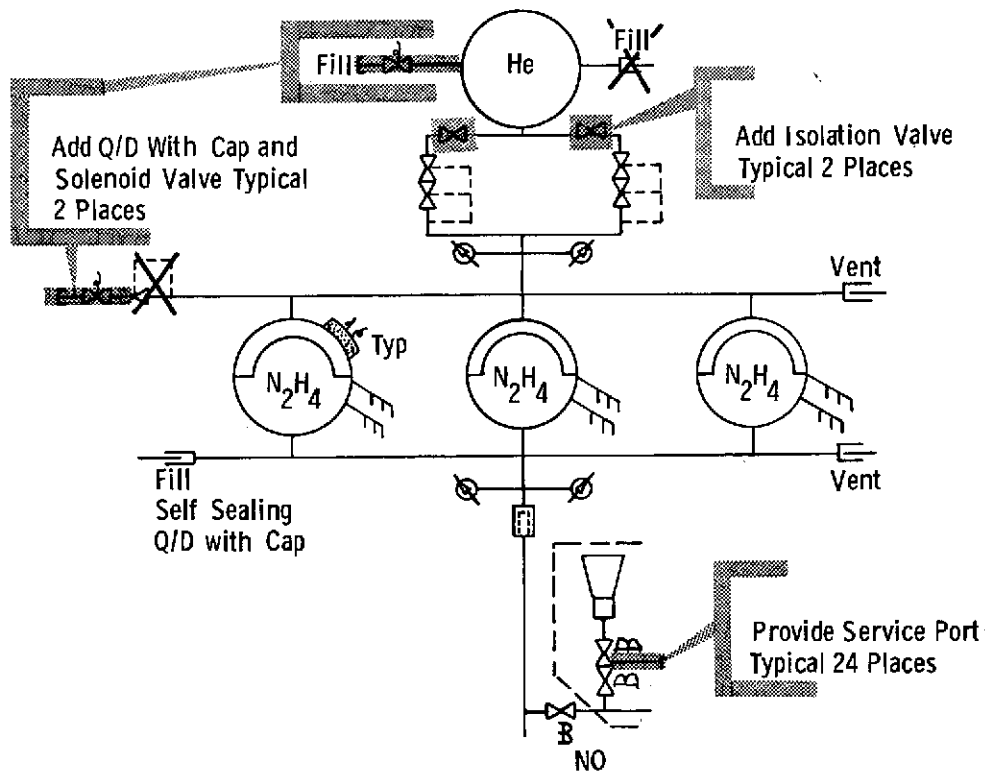 'Fill'
Fill
He
Add Q/D With Cap and
Solenoid Valve Typical
2 Places
Add Isolation Valve
Typical 2 Places
Vent
Typ
N2H4
N2H4
N2H4
Fill
Self Sealing
Q/D with Cap
Vent
B
B
Provide Service Port
Typical 24 Places
B
NO